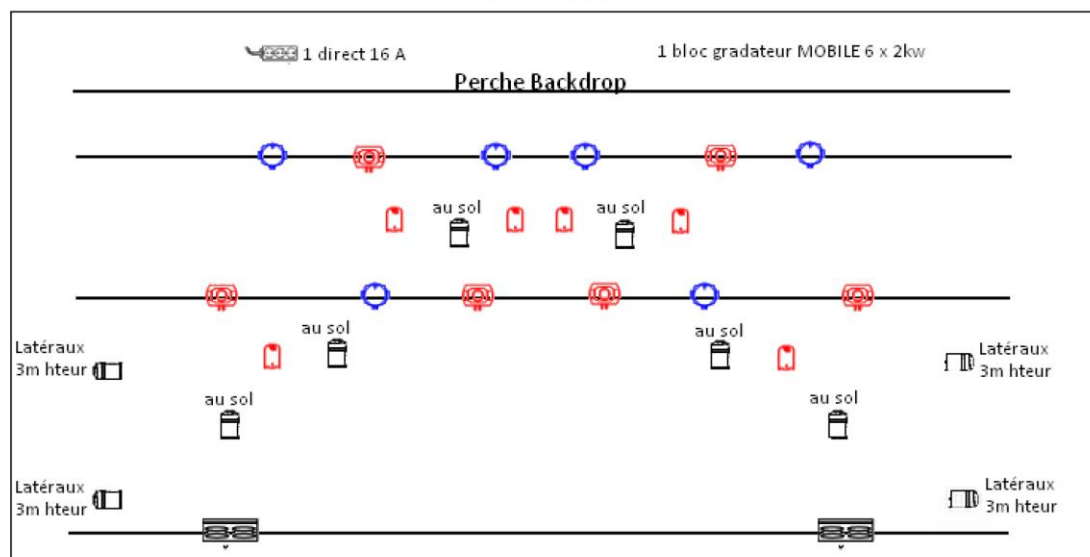 1 direct 16 A
1 bloc gradateur MOBILE 6 x 2kw
Perche Backdrop
au sol
au sol
au sol
au sol
Latéraux
3m hteur
Latéraux
3m hteur
au sol
au sol
Latéraux
3m hteur
Latéraux
3m hteur